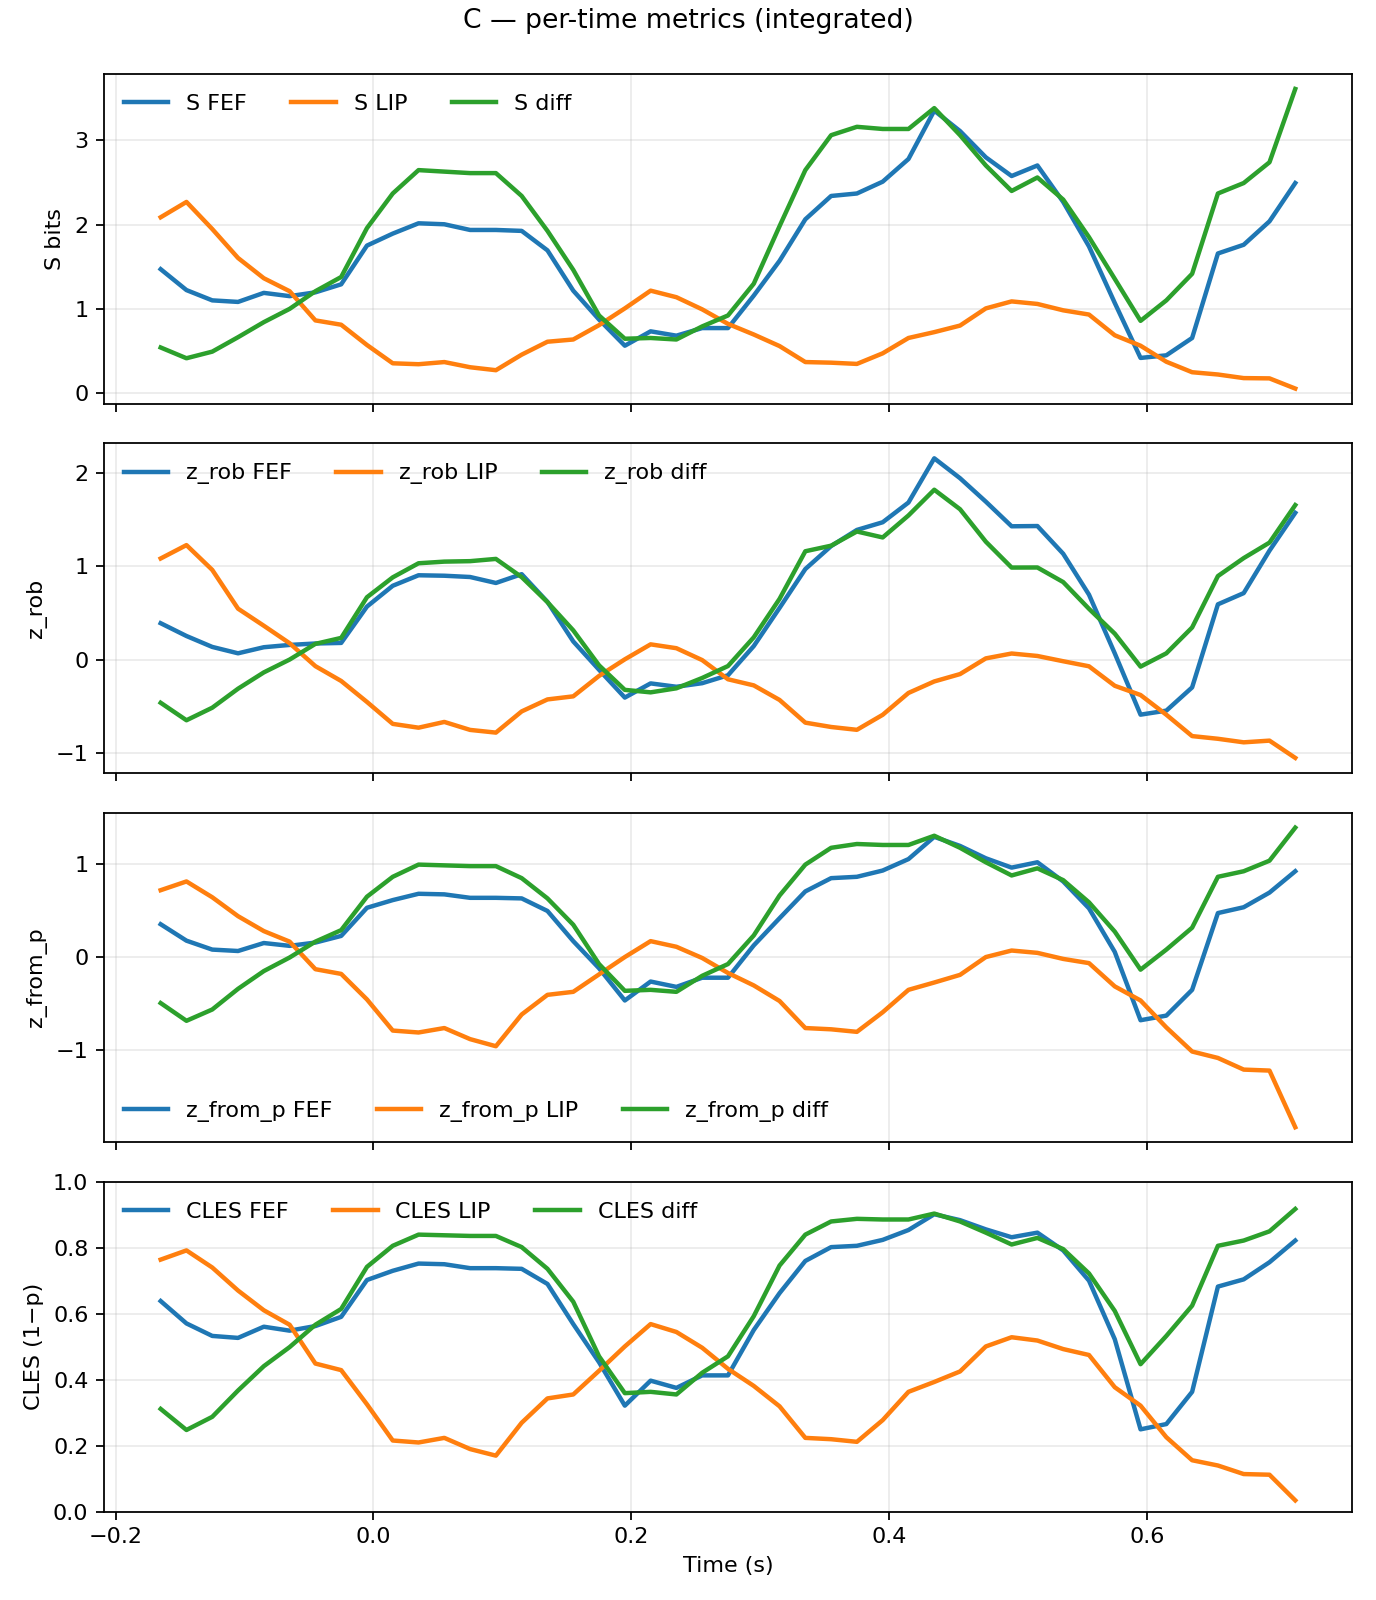 C — per-time metrics (integrated)
S FEF S LIP S diff
3
2
1
0
S bits
z_rob FEF z_rob LIP z_rob diff
2
1
0
−1
z_rob
1
0
−1
z_from_p
z_from_p FEF z_from_p LIP z_from_p diff
CLES FEF CLES LIP CLES diff
1.0
0.8
0.6
0.4
0.2
0.0
CLES (1−p)
−0.2 0.0 0.2 0.4 0.6
Time (s)